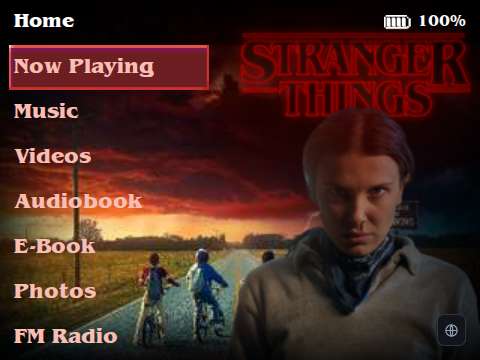 Home
100%
Now Playing
STRANGER
THINGS
Music
Videos
Audiobook
E-Book
Photos
FM Radio